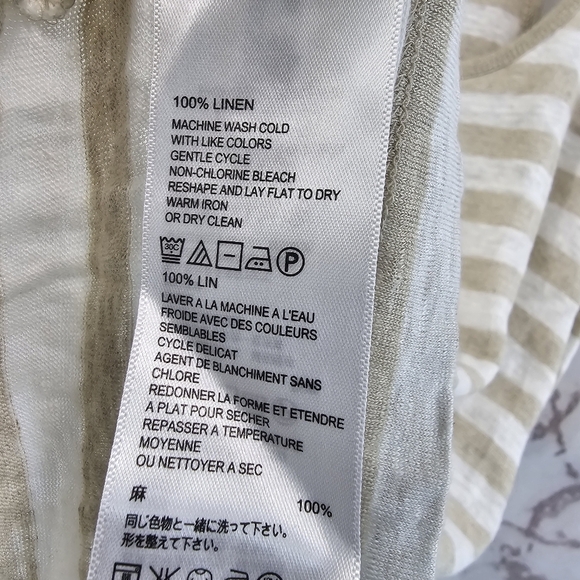 100% LINEN
MACHINE WASH COLD
WITH LIKE COLORS
GENTLE CYCLE
NON-CHLORINE BLEACH
RESHAPE AND LAY FLAT TO DRY
WARM IRON
OR DRY CLEAN
30C P
100% LIN
LAVER A LA MACHINE A L'EAU
FROIDE AVEC DES COULEURS
SEMBLABLES
CYCLE DELICAT
AGENT DE BLANCHIMENT SANS
CHLORE
REDONNER LA FORME ET ETENDRE
A PLAT POUR SECHER
REPASSER A TEMPERATURE
MOYENNE
OU NETTOYER A SEC
麻 100%
同じ色物と一緒に洗って下さい。
形を整えて下さい。